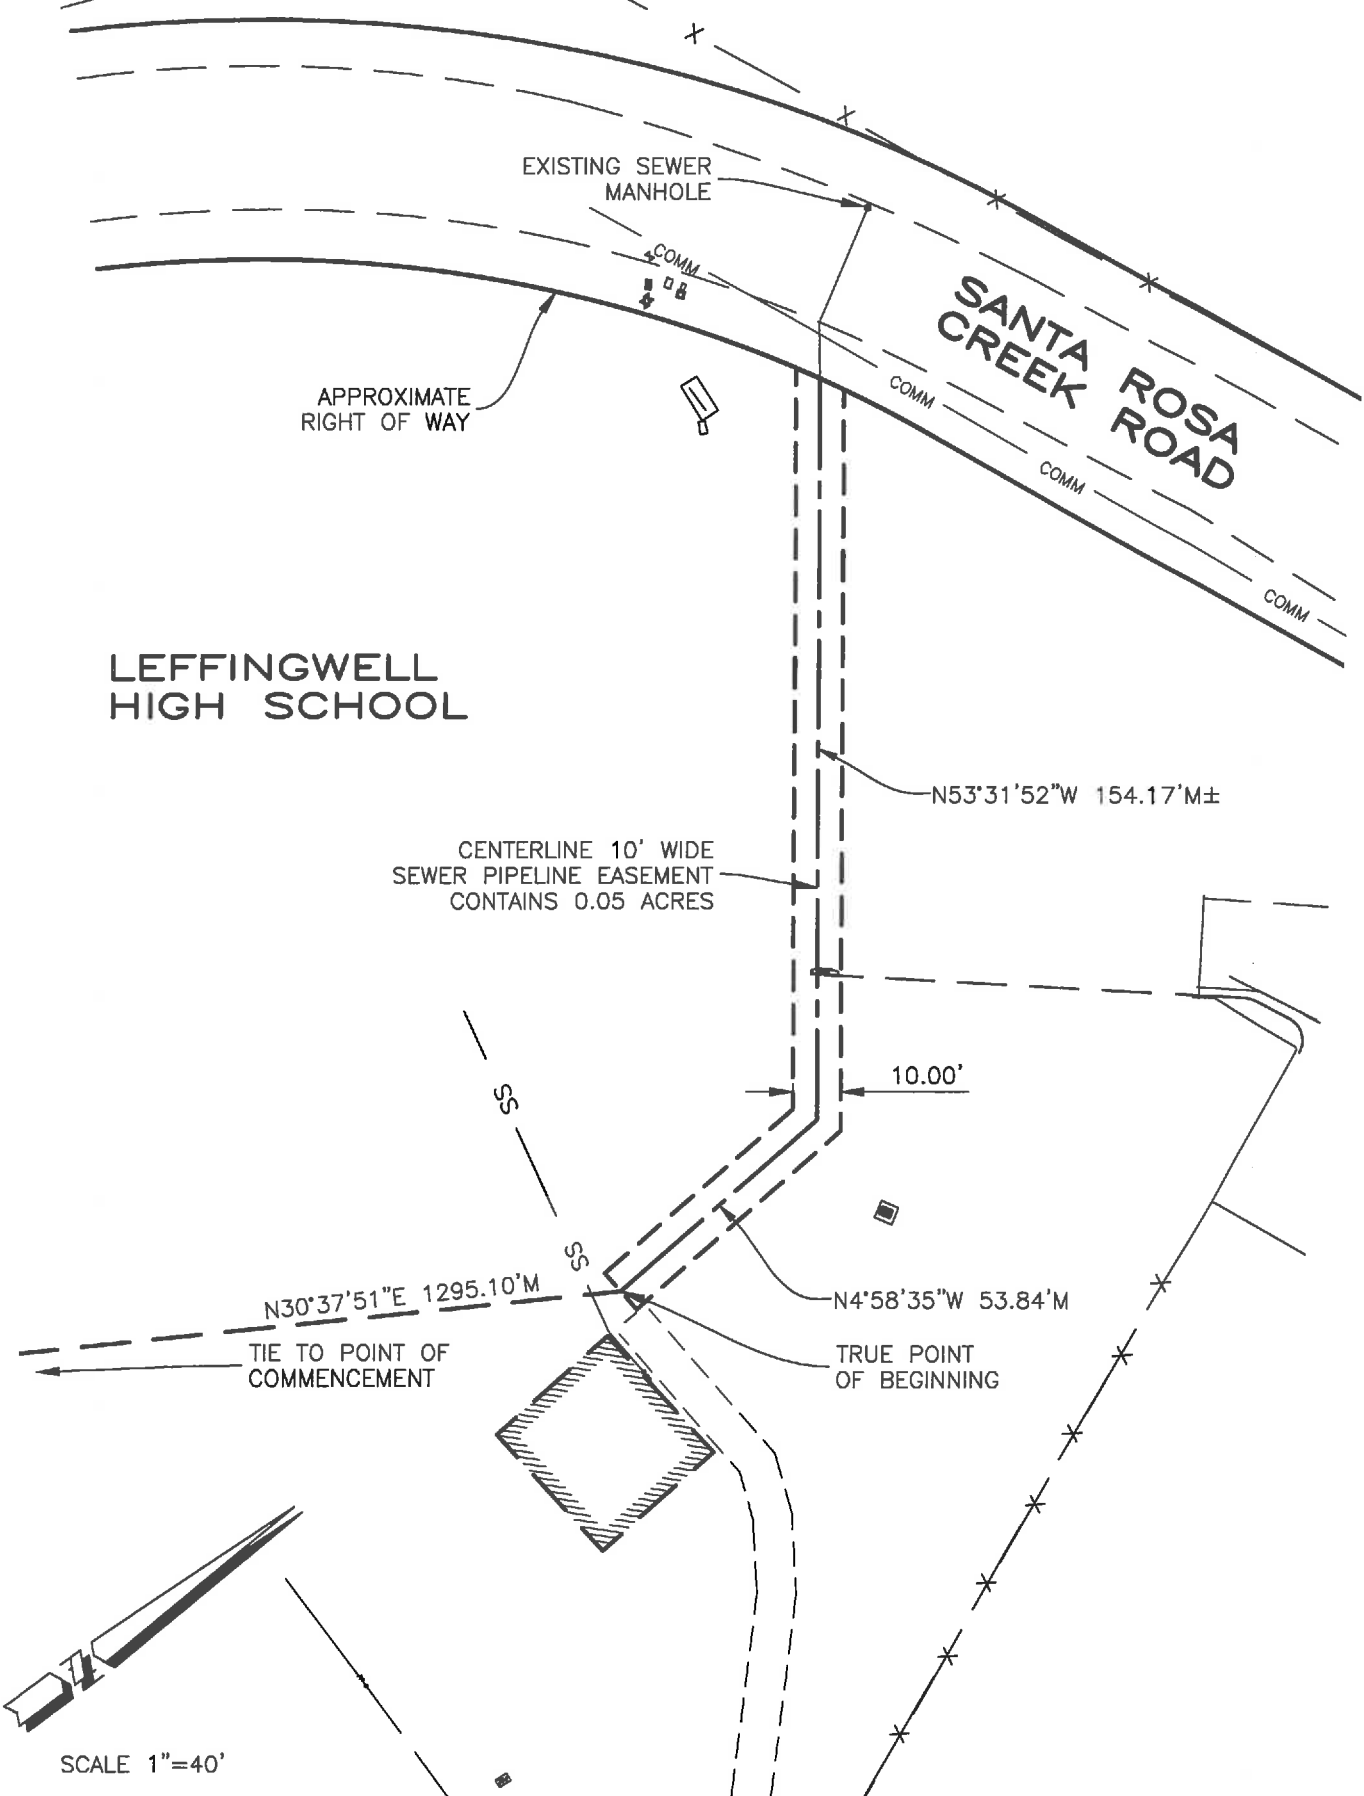 EXISTING SEWER
MANHOLE
COMM
SANTA ROSA
CREEK ROAD
APPROXIMATE
RIGHT OF WAY
COMM
COMM
COMM
LEFFINGWELL
HIGH SCHOOL
N53°31'52"W 154.17'M±
CENTERLINE 10' WIDE
SEWER PIPELINE EASEMENT
CONTAINS 0.05 ACRES
10.00'
SS
SS
N30°37'51"E 1295.10'M
N4°58'35"W 53.84'M
TIE TO POINT OF
COMMENCEMENT
TRUE POINT
OF BEGINNING
N
SCALE 1"=40'